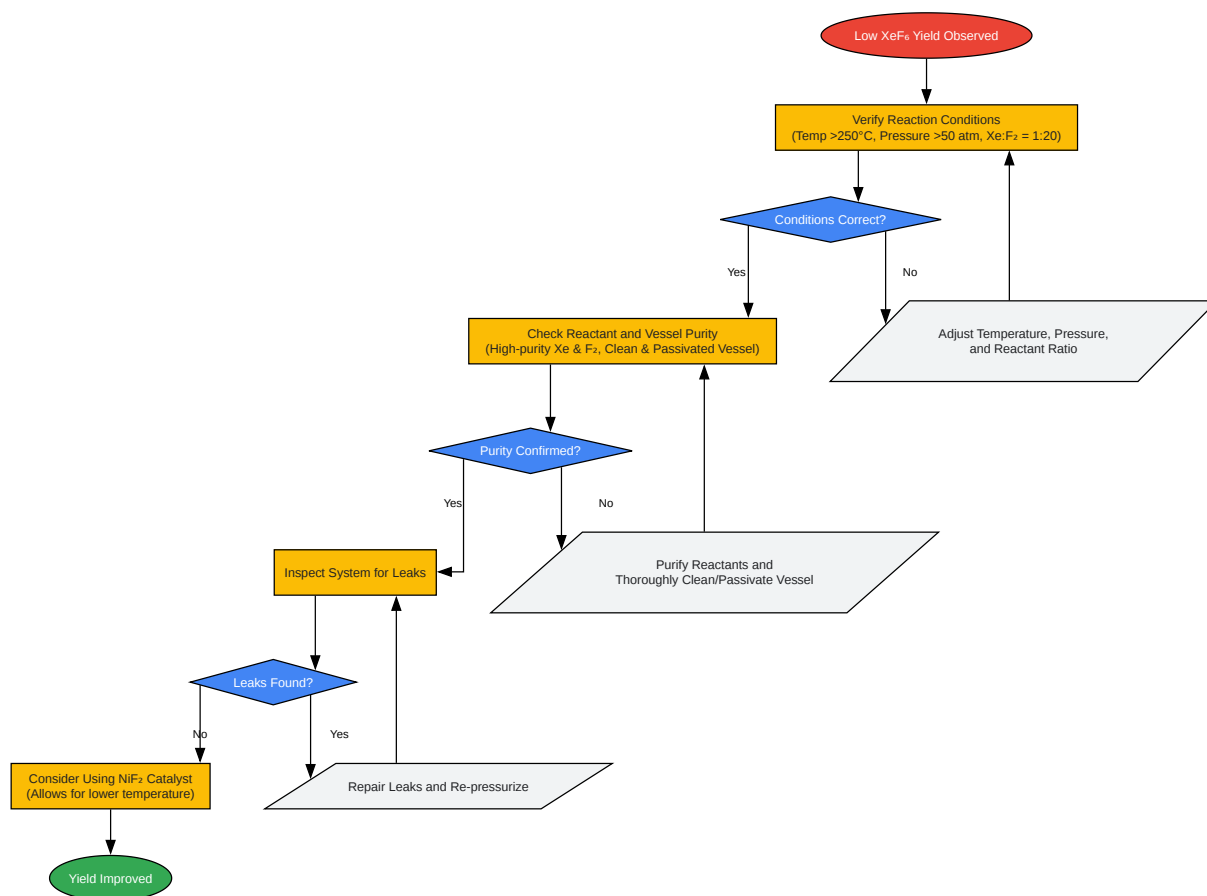 Low XeF₆ Yield Observed
Verify Reaction Conditions
(Temp >250°C, Pressure >50 atm, Xe:F₂ = 1:20)
Conditions Correct?
Yes
No
Check Reactant and Vessel Purity
(High-purity Xe & F₂, Clean & Passivated Vessel)
Adjust Temperature, Pressure,
and Reactant Ratio
Purity Confirmed?
Yes
No
Inspect System for Leaks
Purify Reactants and
Thoroughly Clean/Passivate Vessel
Leaks Found?
No
Yes
Consider Using NiF₂ Catalyst
(Allows for lower temperature)
Repair Leaks and Re-pressurize
Yield Improved